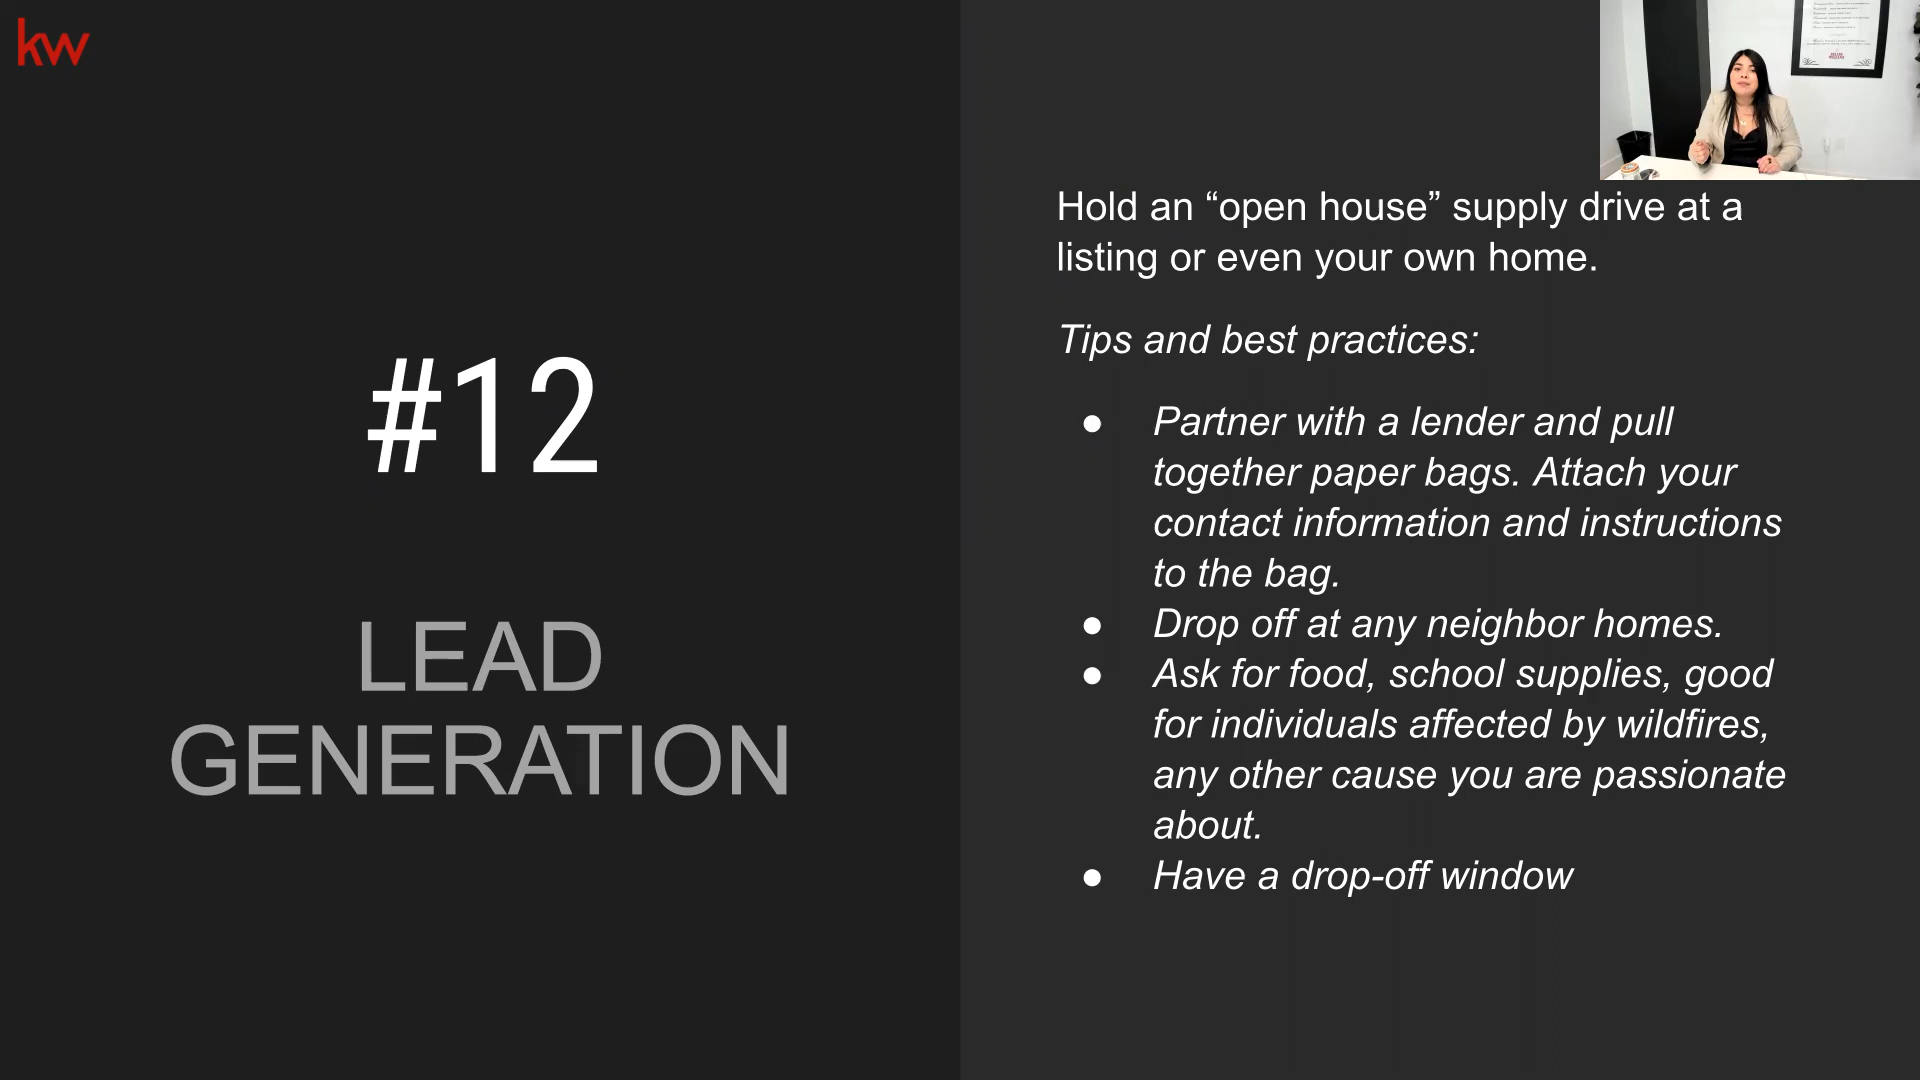 kw
#12
LEAD
GENERATION
Hold an “open house” supply drive at a
listing or even your own home.
Tips and best practices:
● Partner with a lender and pull
together paper bags. Attach your
contact information and instructions
to the bag.
● Drop off at any neighbor homes.
● Ask for food, school supplies, good
for individuals affected by wildfires,
any other cause you are passionate
about.
● Have a drop-off window